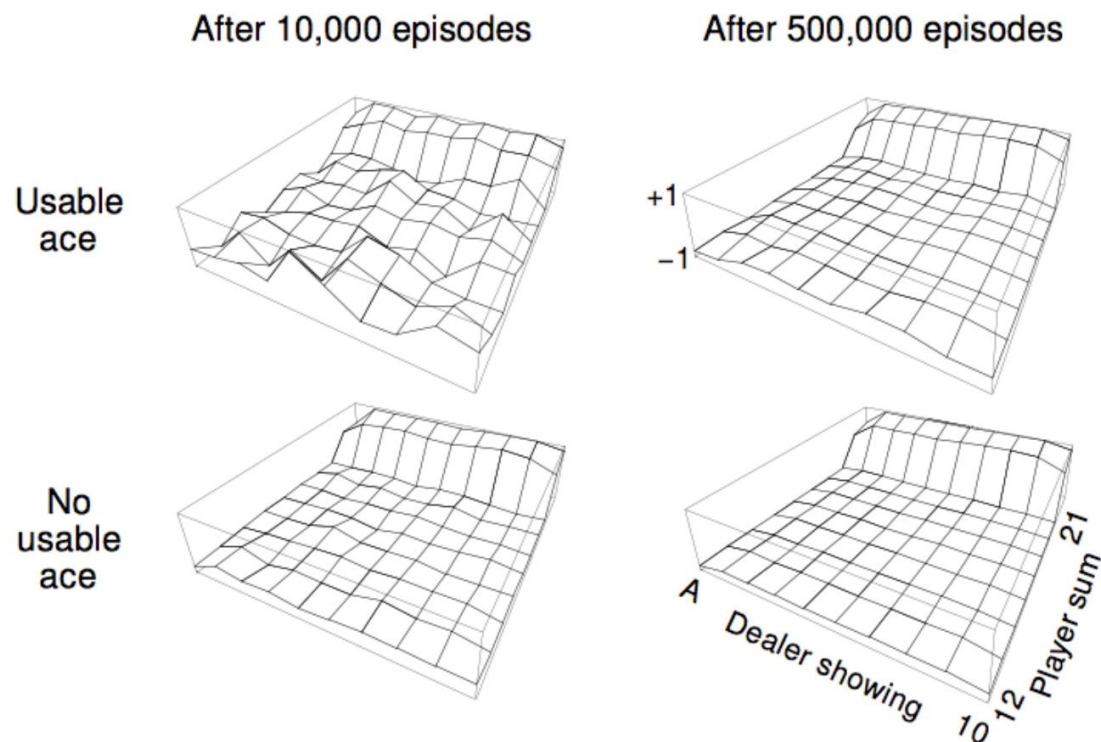 After 10,000 episodes
After 500,000 episodes
Usable
ace
+1
−1
No
usable
ace
A
Dealer showing
10
12
Player sum
21